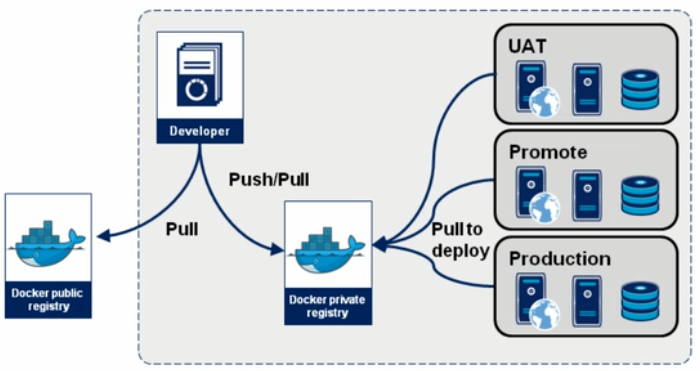 Developer
Push/Pull
Pull
Docker public
registry
Docker private
registry
Pull to
deploy
UAT
Promote
Production